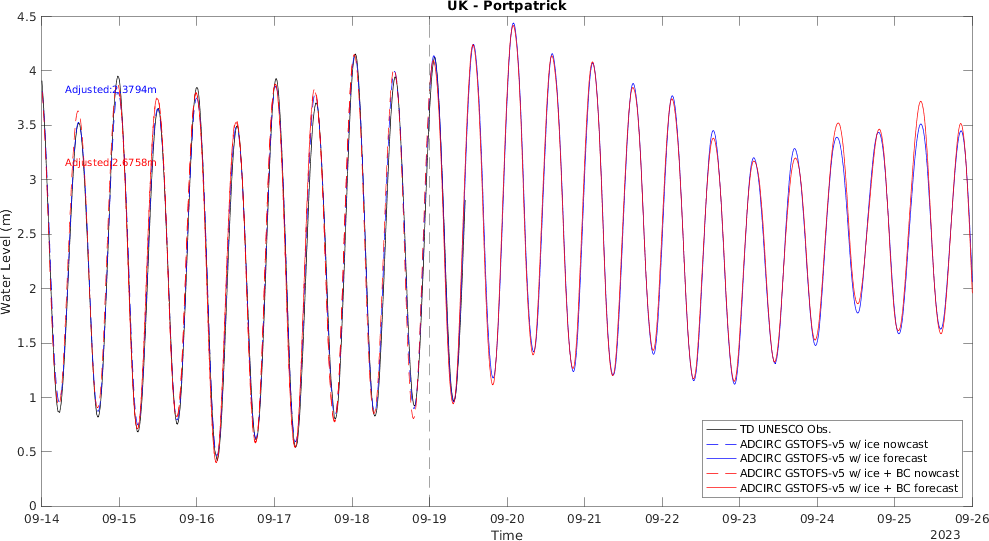 UK - Portpatrick
4.5
4
3.5
3
2.5
2
1.5
1
0.5
0
Water Level (m)
Adjusted:2.3794m
Adjusted:2.6758m
TD UNESCO Obs.
ADCIRC GSTOFS-v5 w/ ice nowcast
ADCIRC GSTOFS-v5 w/ ice forecast
ADCIRC GSTOFS-v5 w/ ice + BC nowcast
ADCIRC GSTOFS-v5 w/ ice + BC forecast
09-14 09-15 09-16 09-17 09-18 09-19 09-20 09-21 09-22 09-23 09-24 09-25 09-26
Time
2023